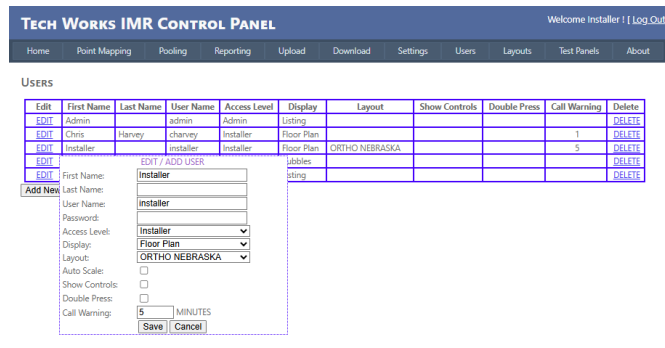 TECH WORKS IMR CONTROL PANEL
Welcome Installer ! [ Log Out
Home Point Mapping Pooling Reporting Upload Download Settings Users Layouts Test Panels About
USERS
Edit First Name Last Name User Name Access Level Display Layout Show Controls Double Press Call Warning Delete
EDIT Admin admin Admin Listing DELETE
EDIT Chris Harvey charvey Installer Floor Plan 1 DELETE
EDIT Installer installer Installer Floor Plan ORTHO NEBRASKA 5 DELETE
EDIT ubbles DELETE
EDIT sting DELETE
Add New
EDIT / ADD USER
First Name: Installer
Last Name:
User Name: installer
Password:
Access Level: Installer
Display: Floor Plan
Layout: ORTHO NEBRASKA
Auto Scale:
Show Controls:
Double Press:
Call Warning: 5 MINUTES
Save Cancel